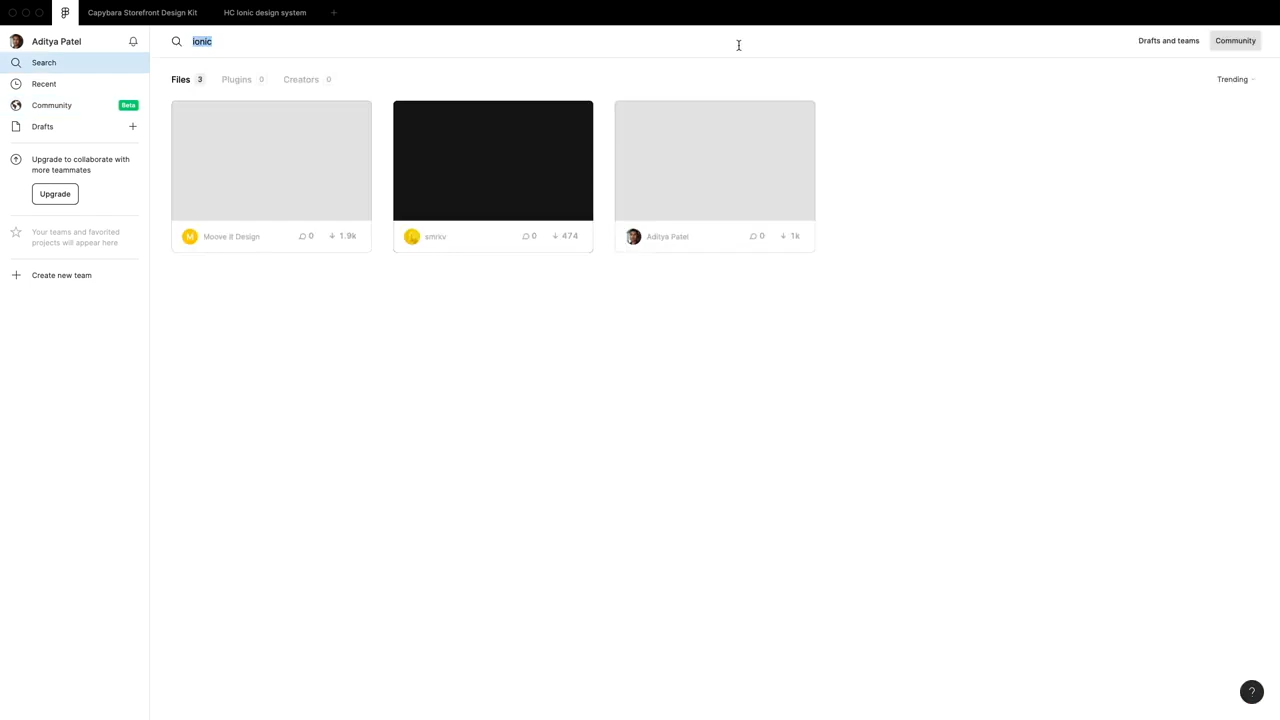 Capybara Storefront Design Kit
HC Ionic design system
Aditya Patel
ionic
Drafts and teams
Community
Search
Recent
Community
Beta
Drafts
Upgrade to collaborate with
more teammates
Upgrade
Your teams and favorited
projects will appear here
Create new team
Files 3
Plugins 0
Creators 0
Trending
M
Moove It Design
0
1.9k
smrkv
0
474
Aditya Patel
0
1k
?